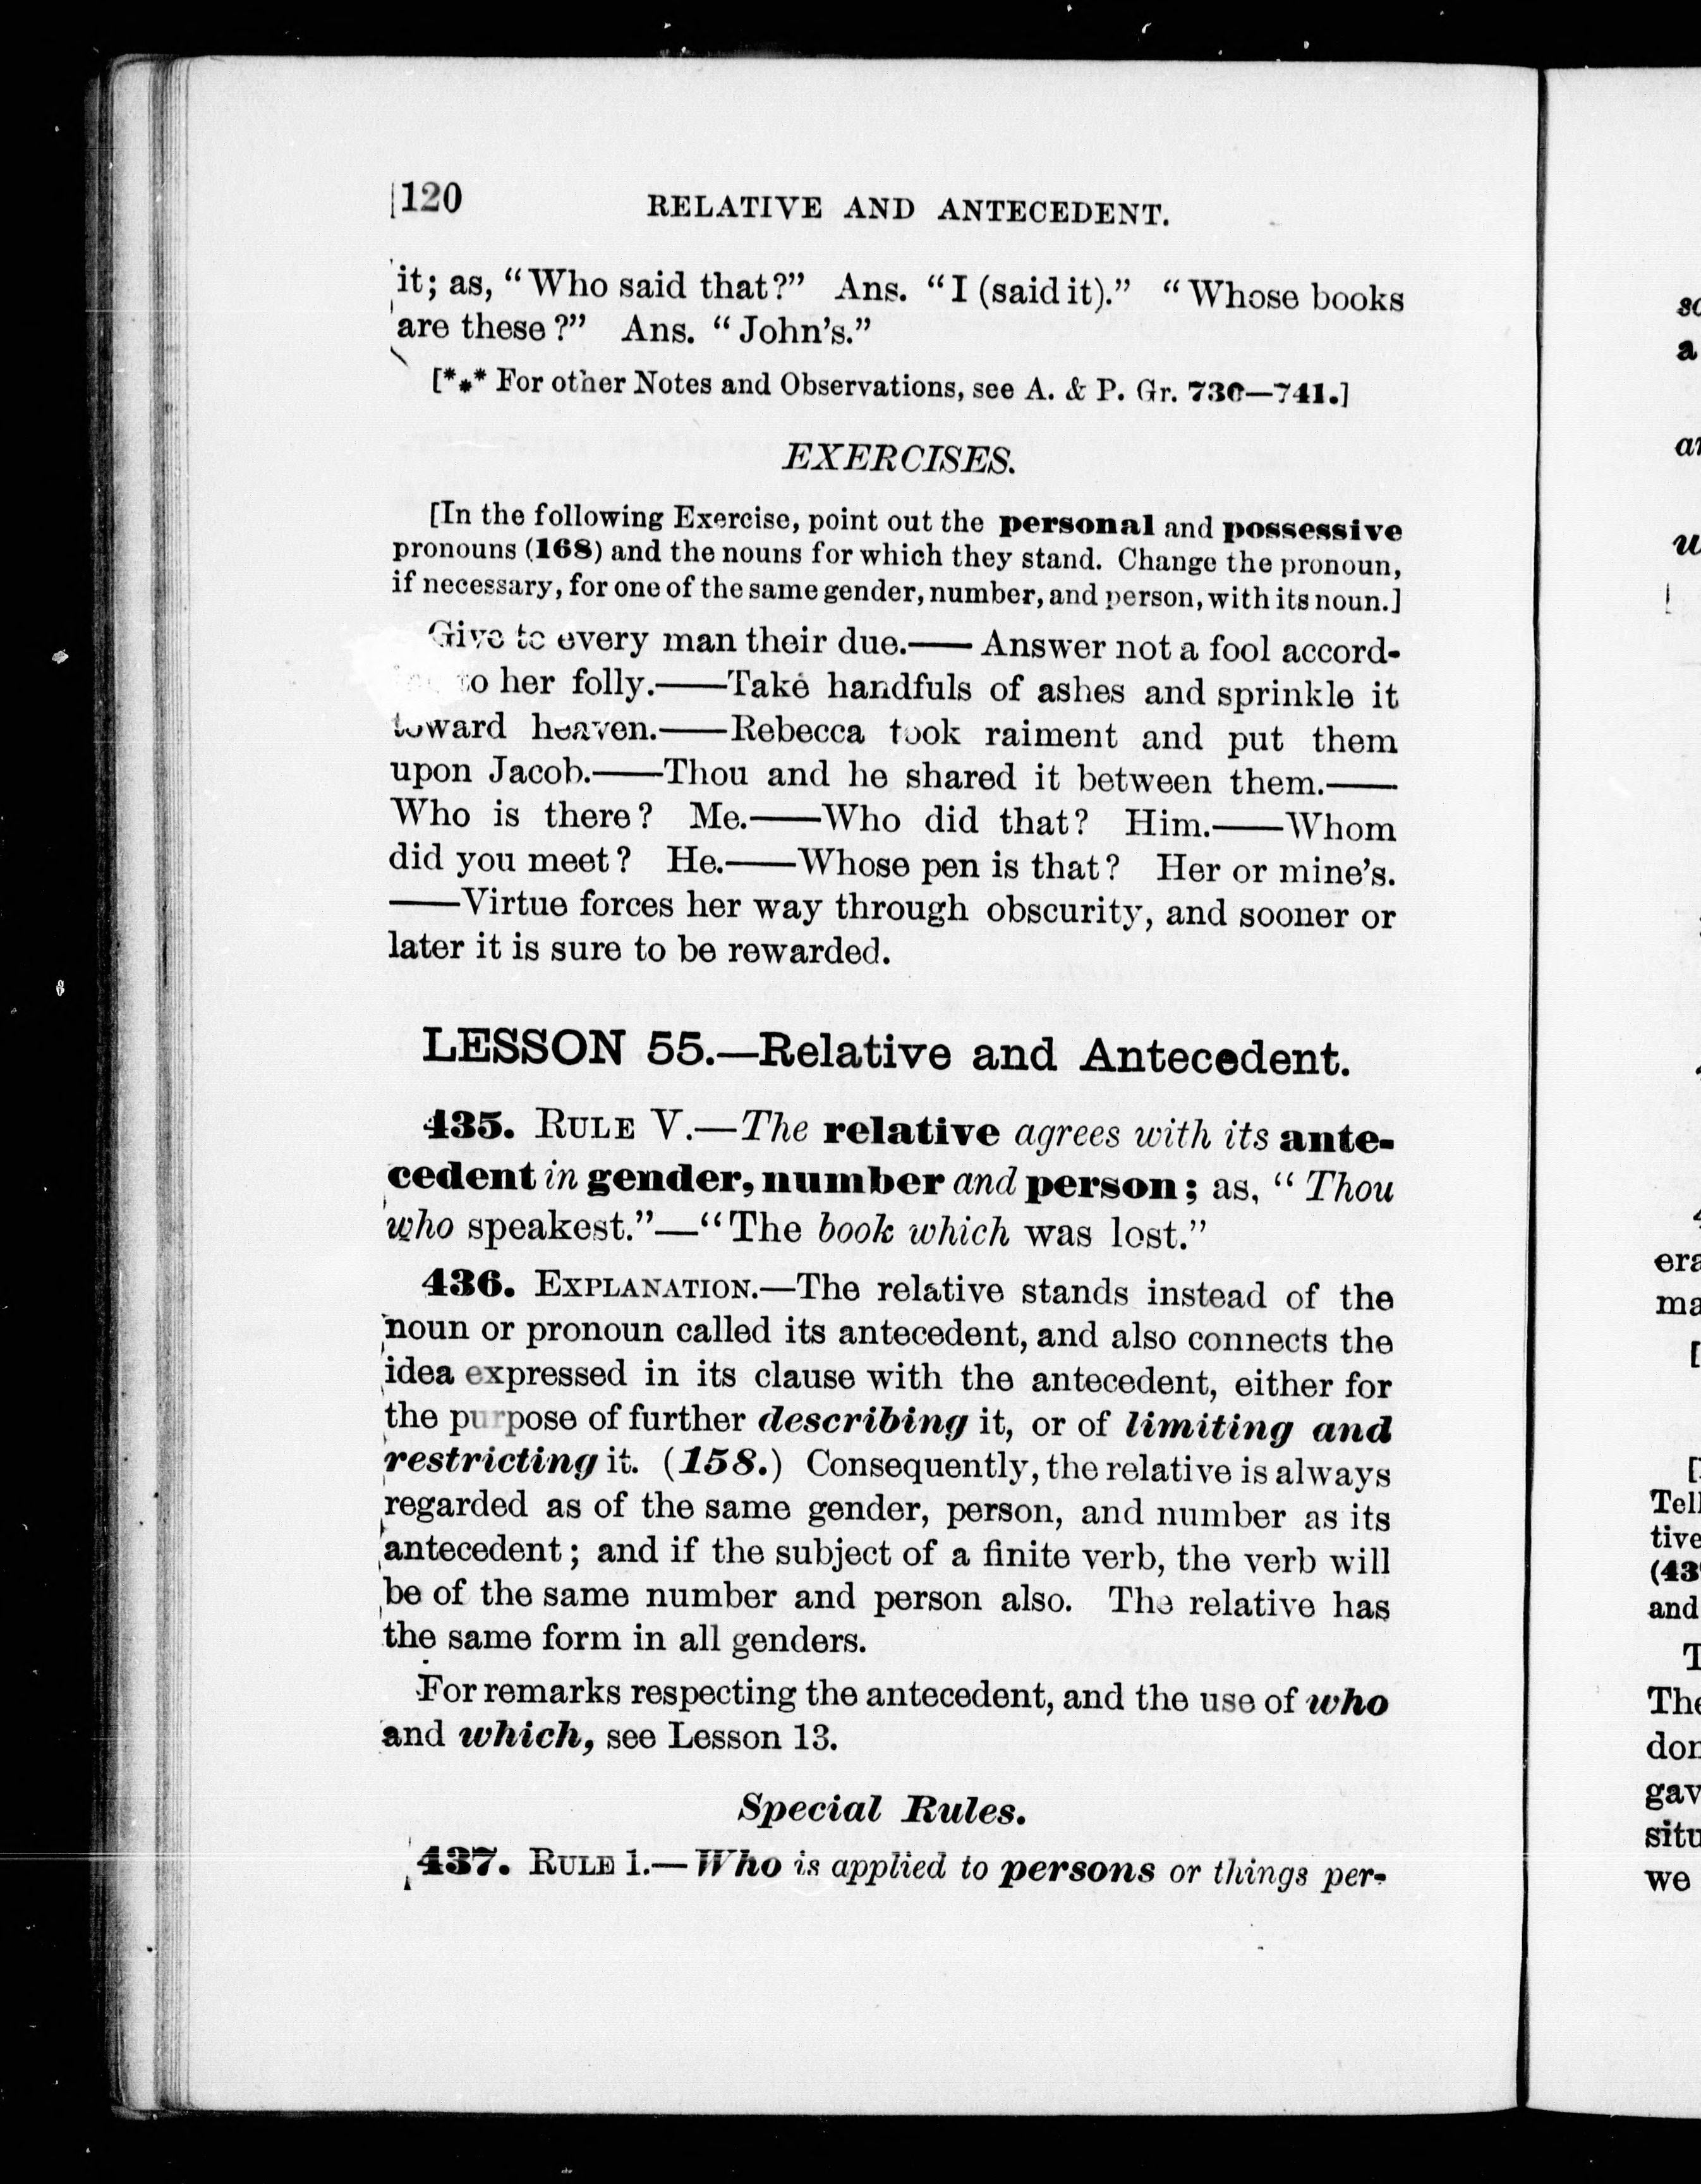 120 RELATIVE AND ANTECEDENT.
it; as, “Who said that?” Ans. “I (said it).” “Whose books
are these?” Ans. “John’s.”
[*⁎* For other Notes and Observations, see A. & P. Gr. 730—741.]
EXERCISES.
[In the following Exercise, point out the personal and possessive
pronouns (168) and the nouns for which they stand. Change the pronoun,
if necessary, for one of the same gender, number, and person, with its noun.]
Give to every man their due.—— Answer not a fool accord-
to her folly.——Take handfuls of ashes and sprinkle it
toward heaven.——Rebecca took raiment and put them
upon Jacob.——Thou and he shared it between them.——
Who is there? Me.——Who did that? Him.——Whom
did you meet? He.——Whose pen is that? Her or mine’s.
——Virtue forces her way through obscurity, and sooner or
later it is sure to be rewarded.
LESSON 55.—Relative and Antecedent.
435. RULE V.—The relative agrees with its ante-
cedent in gender, number and person; as, “Thou
who speakest.”—“The book which was lost.”
436. EXPLANATION.—The relative stands instead of the
noun or pronoun called its antecedent, and also connects the
idea expressed in its clause with the antecedent, either for
the purpose of further describing it, or of limiting and
restricting it. (158.) Consequently, the relative is always
regarded as of the same gender, person, and number as its
antecedent; and if the subject of a finite verb, the verb will
be of the same number and person also. The relative has
the same form in all genders.
For remarks respecting the antecedent, and the use of who
and which, see Lesson 13.
Special Rules.
437. RULE 1.—Who is applied to persons or things per-